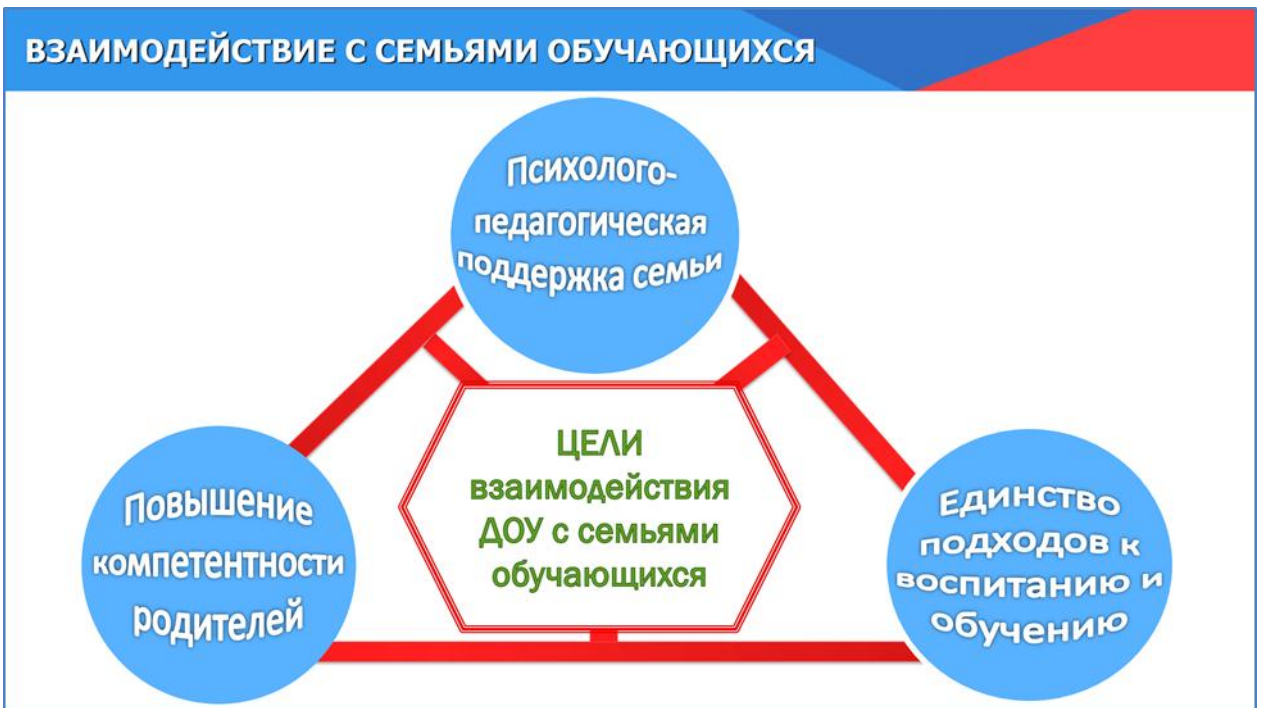 ВЗАИМОДЕЙСТВИЕ С СЕМЬЯМИ ОБУЧАЮЩИХСЯ
Психолого-
педагогическая
поддержка семьи
ЦЕЛИ
взаимодействия
ДОУ с семьями
обучающихся
Повышение
компетентности
родителей
Единство
подходов к
воспитанию и
обучению